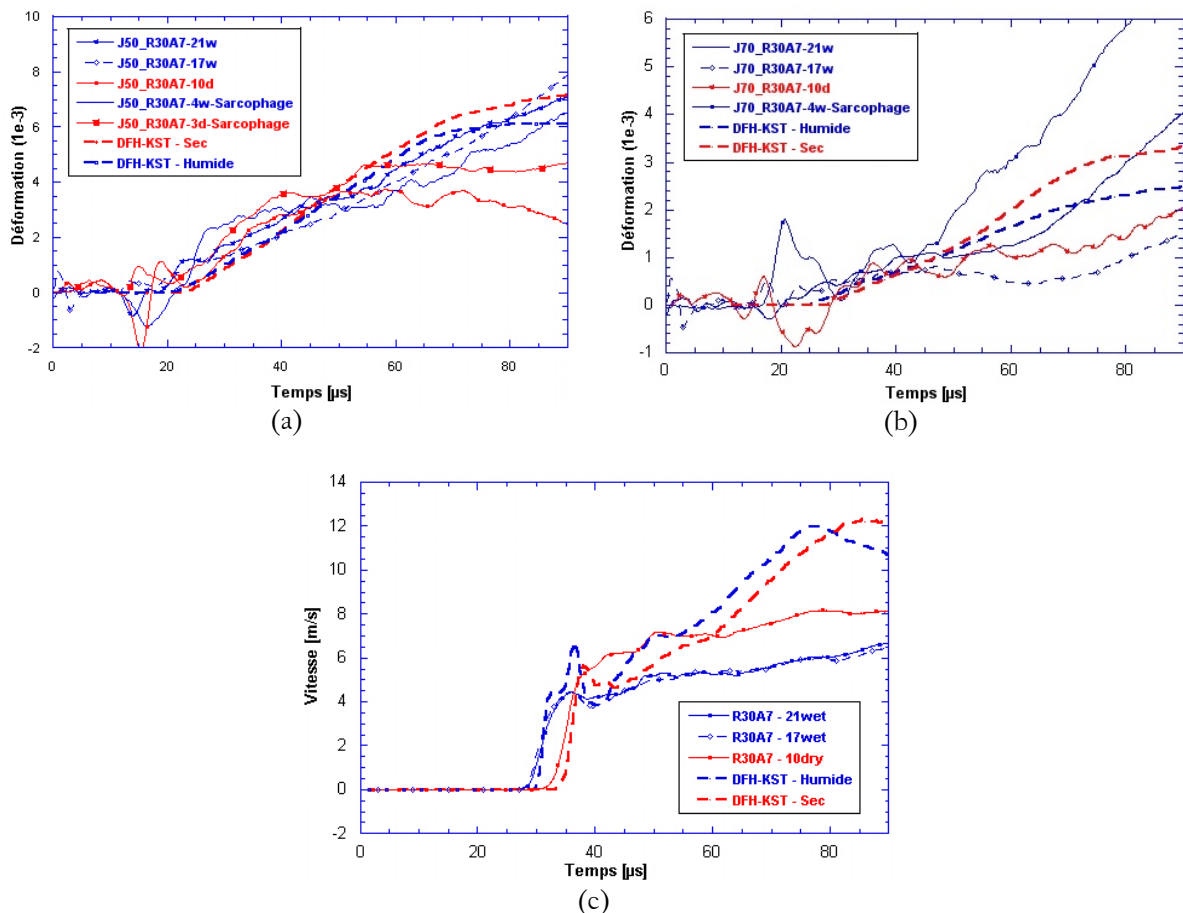 10
8
6
4
2
0
-2
Déformation (1e-3)
J50_R30A7-21w
J50_R30A7-17w
J50_R30A7-10d
J50_R30A7-4w-Sarcophage
J50_R30A7-3d-Sarcophage
DFH-KST - Sec
DFH-KST - Humide
0 20 40 60 80
Temps [µs]
(a)
6
5
4
3
2
1
0
-1
Déformation (1e-3)
J70_R30A7-21w
J70_R30A7-17w
J70_R30A7-10d
J70_R30A7-4w-Sarcophage
DFH-KST - Humide
DFH-KST - Sec
0 20 40 60 80
Temps [µs]
(b)
14
12
10
8
6
4
2
0
-2
Vitesse [m/s]
R30A7 - 21wet
R30A7 - 17wet
R30A7 - 10dry
DFH-KST - Humide
DFH-KST - Sec
0 20 40 60 80
Temps [µs]
(c)